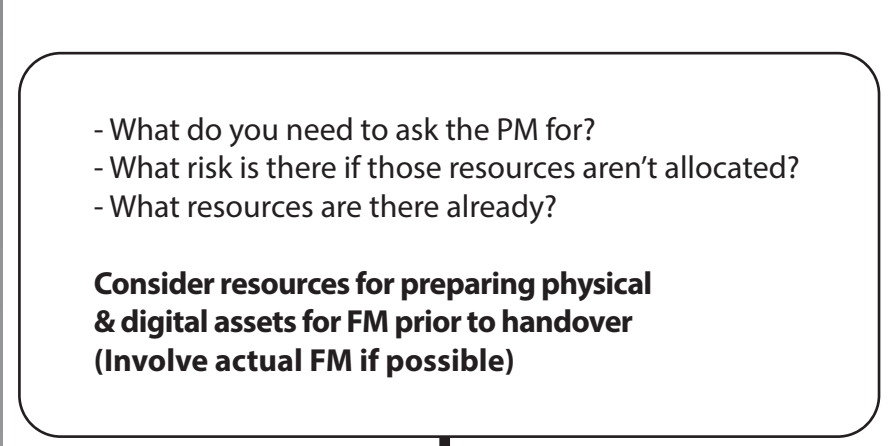 - What do you need to ask the PM for?
- What risk is there if those resources aren’t allocated?
- What resources are there already?
Consider resources for preparing physical
& digital assets for FM prior to handover
(Involve actual FM if possible)